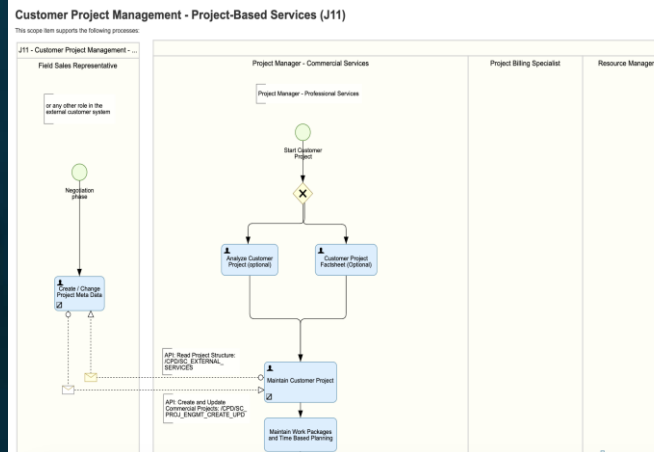 Customer Project Management - Project-Based Services (J11)
This scope item supports the following processes:
J11 - Customer Project Management - ...
Field Sales Representative
Project Manager - Commercial Services
Project Billing Specialist
Resource Manager
or any other role in the
external customer system
Project Manager - Professional Services
Start Customer
Project
Negotiation
phase
Analyze Customer
Project (optional)
Customer Project
Factsheet (Optional)
Create / Change
Project Meta Data
API: Read Project Structure:
/CPD/SC_EXTERNAL_
SERVICES
Maintain Customer Project
API: Create and Update
Commercial Projects: /CPD/SC_
PROJ_ENGMT_CREATE_UPD
Maintain Work Packages
and Time Based Planning